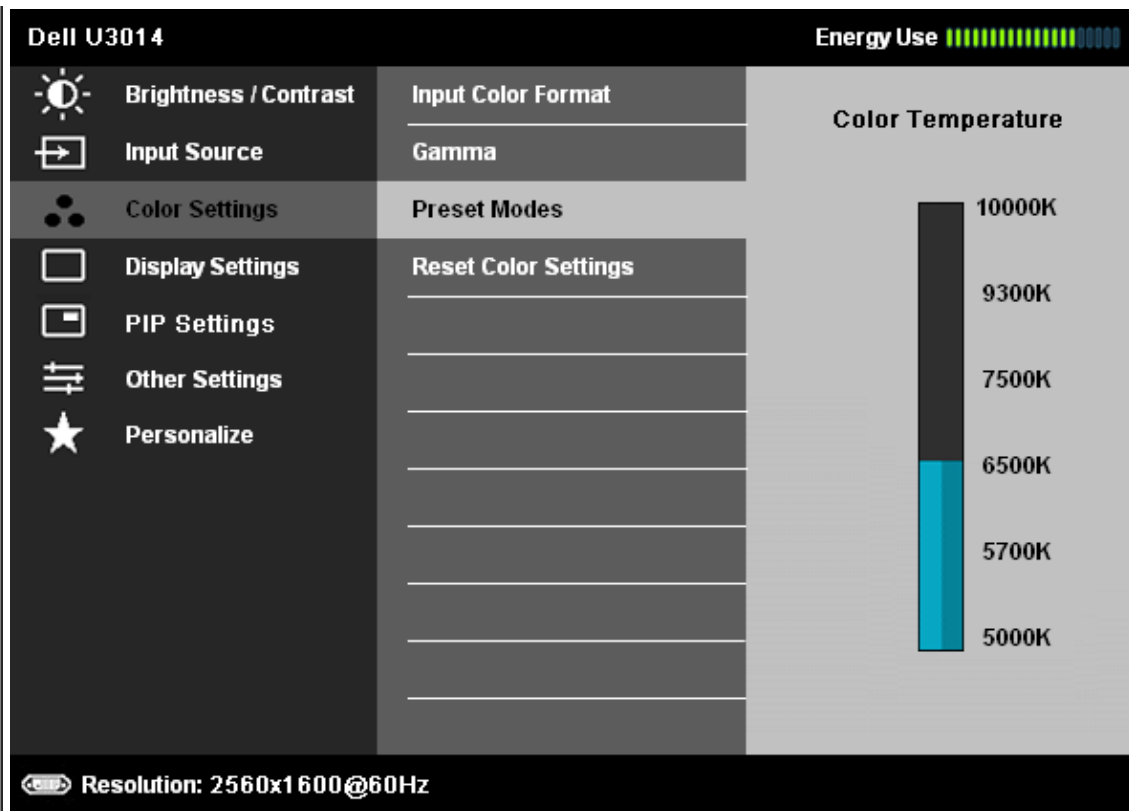 Dell U3014
Energy Use
Brightness / Contrast
Input Source
Color Settings
Display Settings
PIP Settings
Other Settings
Personalize
Input Color Format
Gamma
Preset Modes
Reset Color Settings
Color Temperature
10000K
9300K
7500K
6500K
5700K
5000K
Resolution: 2560x1600@60Hz